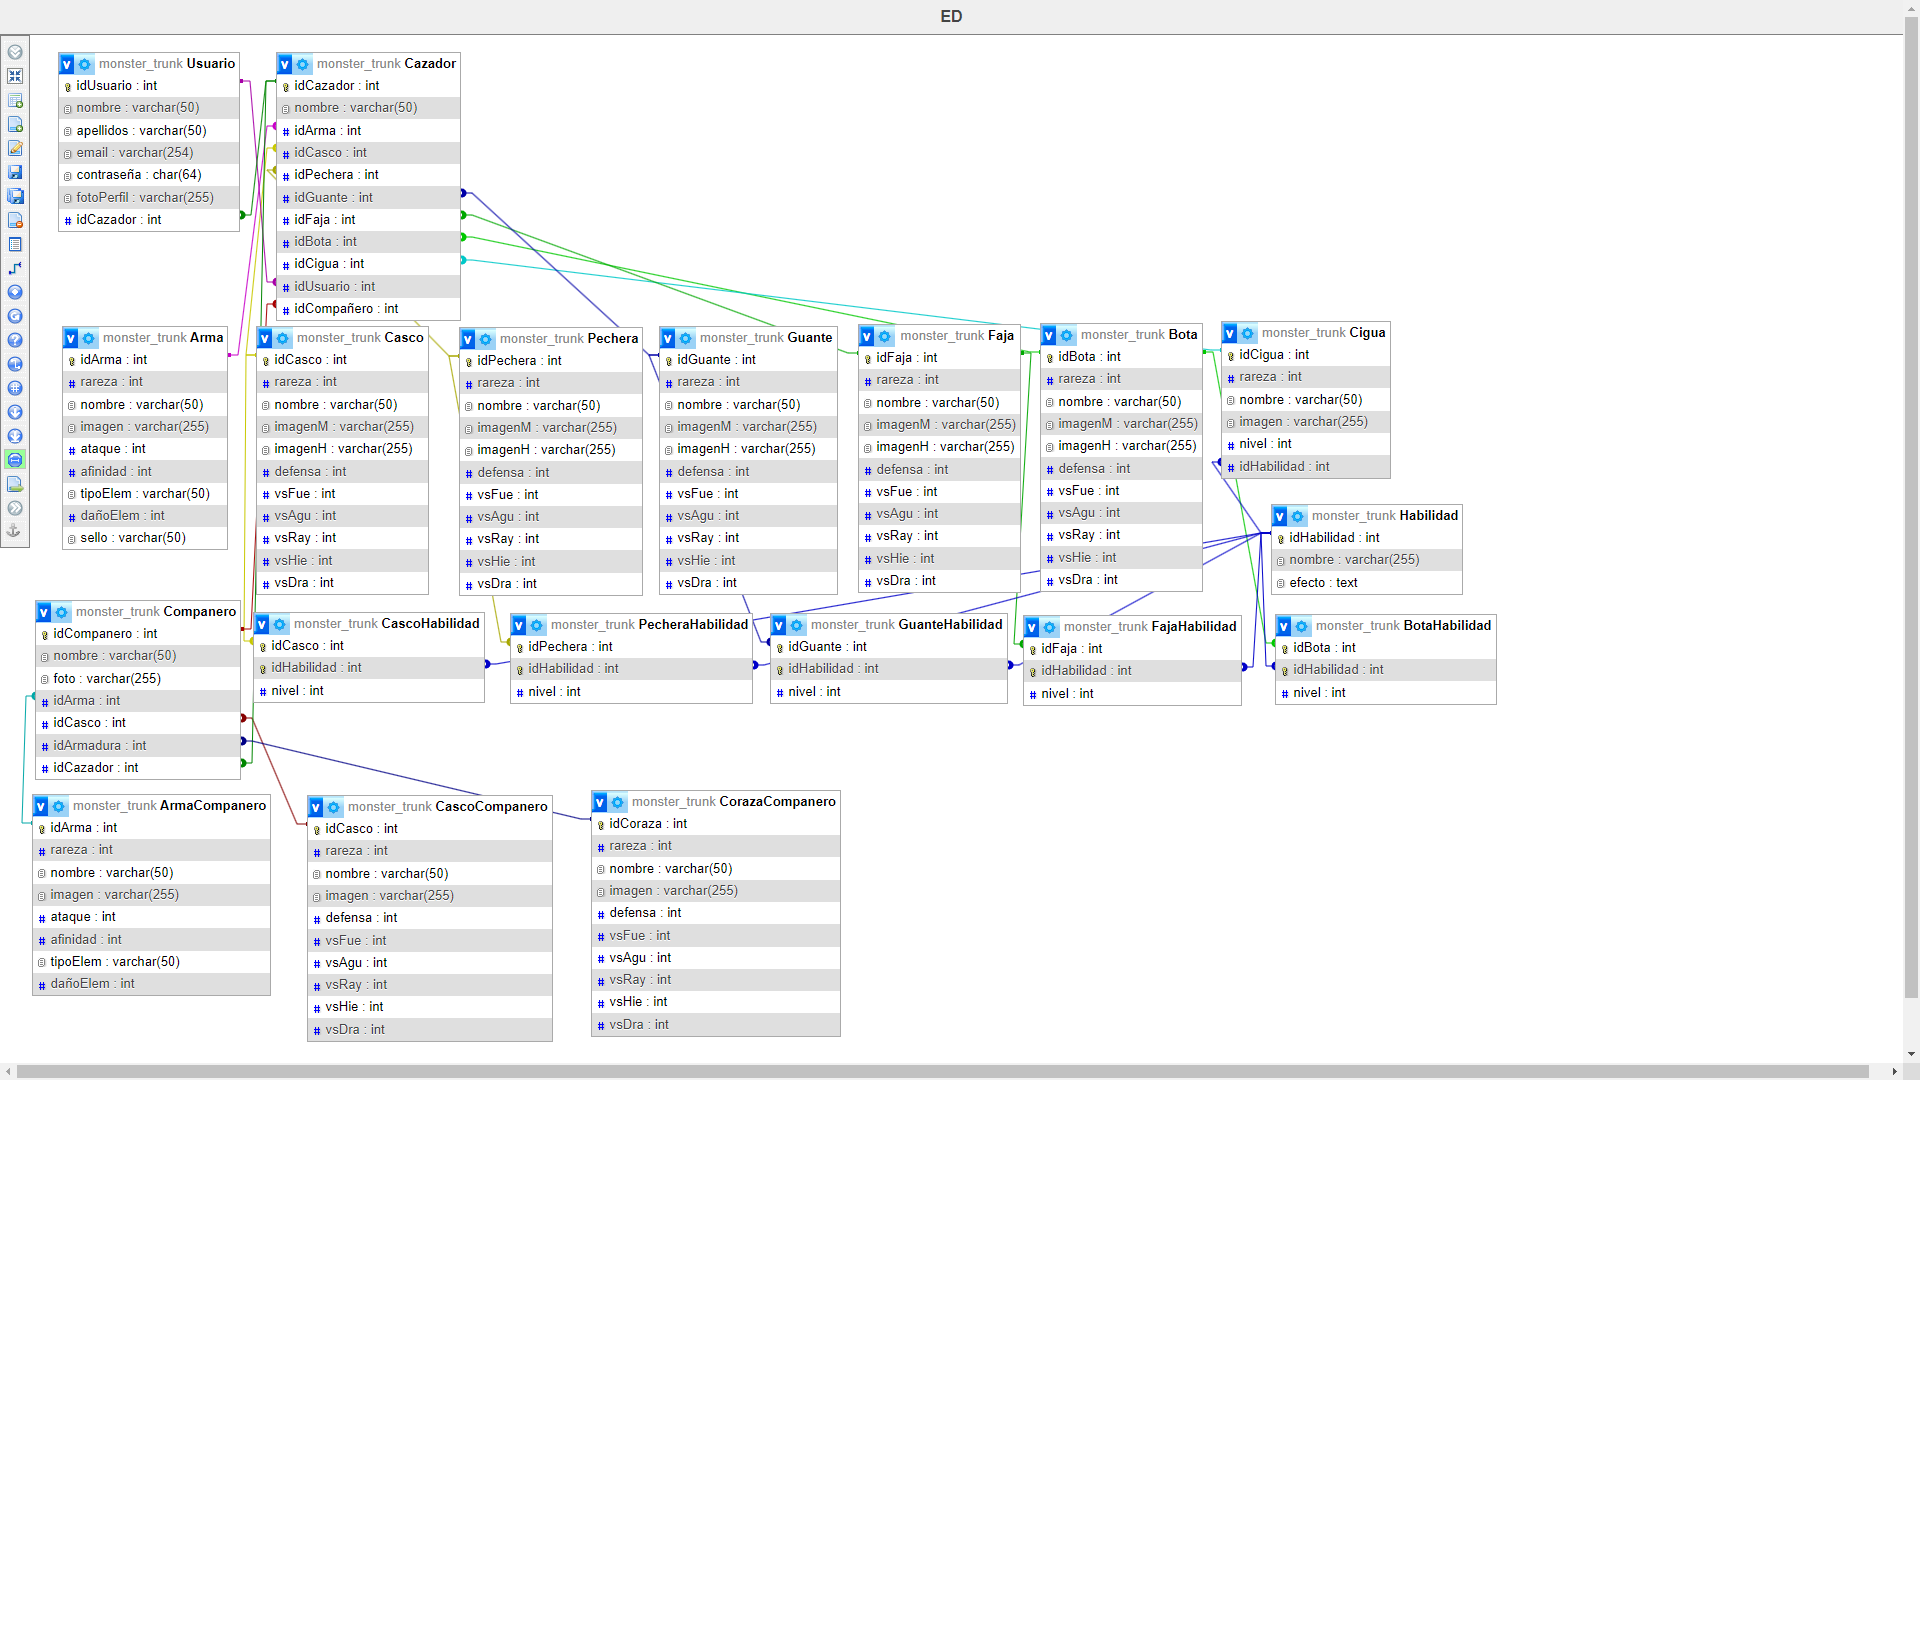 ED
monster_trunk Usuario
idUsuario : int
nombre : varchar(50)
apellidos : varchar(50)
email : varchar(254)
contraseña : char(64)
fotoPerfil : varchar(255)
idCazador : int
monster_trunk Cazador
idCazador : int
nombre : varchar(50)
idArma : int
idCasco : int
idPechera : int
idGuante : int
idFaja : int
idBota : int
idCigua : int
idUsuario : int
idCompañero : int
monster_trunk Arma
idArma : int
rareza : int
nombre : varchar(50)
imagen : varchar(255)
ataque : int
afinidad : int
tipoElem : varchar(50)
dañoElem : int
sello : varchar(50)
monster_trunk Casco
idCasco : int
rareza : int
nombre : varchar(50)
imagenM : varchar(255)
imagenH : varchar(255)
defensa : int
vsFue : int
vsAgu : int
vsRay : int
vsHie : int
vsDra : int
monster_trunk Pechera
idPechera : int
rareza : int
nombre : varchar(50)
imagenM : varchar(255)
imagenH : varchar(255)
defensa : int
vsFue : int
vsAgu : int
vsRay : int
vsHie : int
vsDra : int
monster_trunk Guante
idGuante : int
rareza : int
nombre : varchar(50)
imagenM : varchar(255)
imagenH : varchar(255)
defensa : int
vsFue : int
vsAgu : int
vsRay : int
vsHie : int
vsDra : int
monster_trunk Faja
idFaja : int
rareza : int
nombre : varchar(50)
imagenM : varchar(255)
imagenH : varchar(255)
defensa : int
vsFue : int
vsAgu : int
vsRay : int
vsHie : int
vsDra : int
monster_trunk Bota
idBota : int
rareza : int
nombre : varchar(50)
imagenM : varchar(255)
imagenH : varchar(255)
defensa : int
vsFue : int
vsAgu : int
vsRay : int
vsHie : int
vsDra : int
monster_trunk Cigua
idCigua : int
rareza : int
nombre : varchar(50)
imagen : varchar(255)
nivel : int
idHabilidad : int
monster_trunk Habilidad
idHabilidad : int
nombre : varchar(255)
efecto : text
monster_trunk Companero
idCompanero : int
nombre : varchar(50)
foto : varchar(255)
idArma : int
idCasco : int
idArmadura : int
idCazador : int
monster_trunk CascoHabilidad
idCasco : int
idHabilidad : int
nivel : int
monster_trunk PecheraHabilidad
idPechera : int
idHabilidad : int
nivel : int
monster_trunk GuanteHabilidad
idGuante : int
idHabilidad : int
nivel : int
monster_trunk FajaHabilidad
idFaja : int
idHabilidad : int
nivel : int
monster_trunk BotaHabilidad
idBota : int
idHabilidad : int
nivel : int
monster_trunk ArmaCompanero
idArma : int
rareza : int
nombre : varchar(50)
imagen : varchar(255)
ataque : int
afinidad : int
tipoElem : varchar(50)
dañoElem : int
monster_trunk CascoCompanero
idCasco : int
rareza : int
nombre : varchar(50)
imagen : varchar(255)
defensa : int
vsFue : int
vsAgu : int
vsRay : int
vsHie : int
vsDra : int
monster_trunk CorazaCompanero
idCoraza : int
rareza : int
nombre : varchar(50)
imagen : varchar(255)
defensa : int
vsFue : int
vsAgu : int
vsRay : int
vsHie : int
vsDra : int